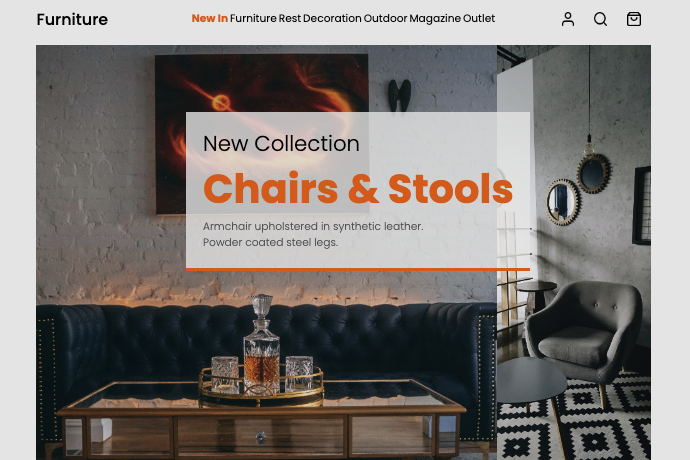 Furniture
New In Furniture Rest Decoration Outdoor Magazine Outlet
New Collection
Chairs & Stools
Armchair upholstered in synthetic leather.
Powder coated steel legs.